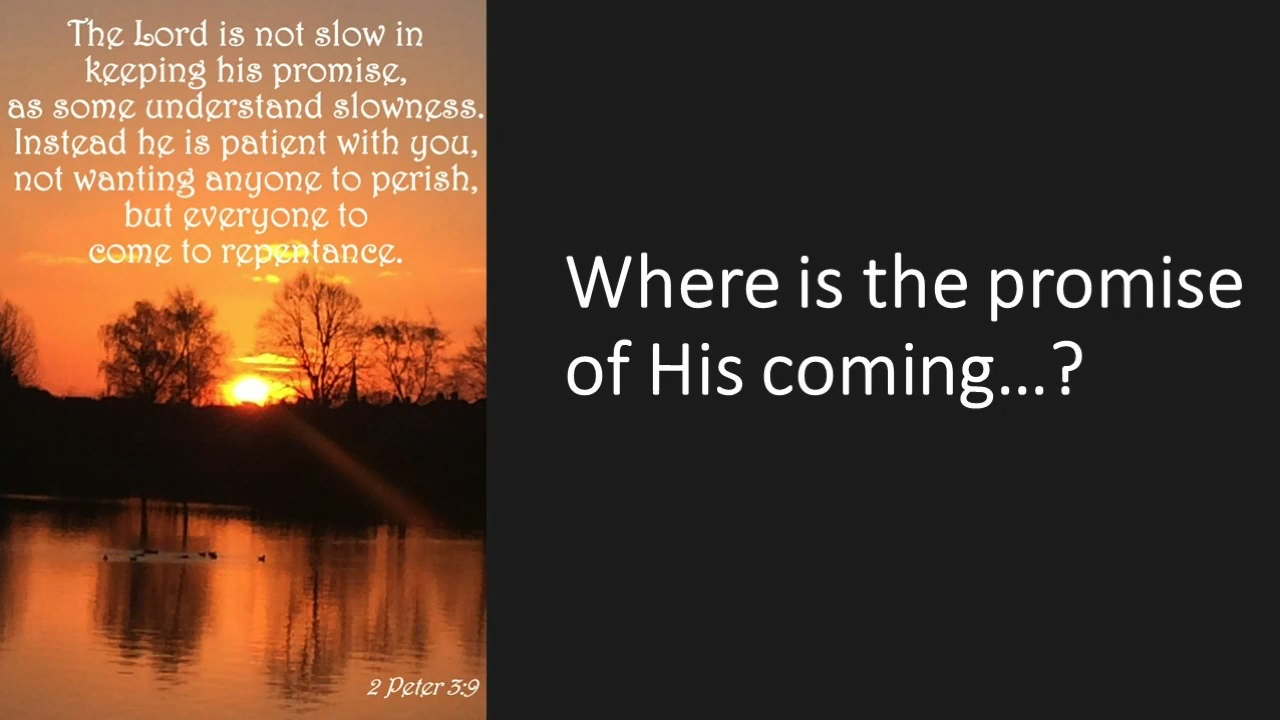 The Lord is not slow in
keeping his promise,
as some understand slowness.
Instead he is patient with you,
not wanting anyone to perish,
but everyone to
come to repentance.
2 Peter 3:9
Where is the promise
of His coming...?